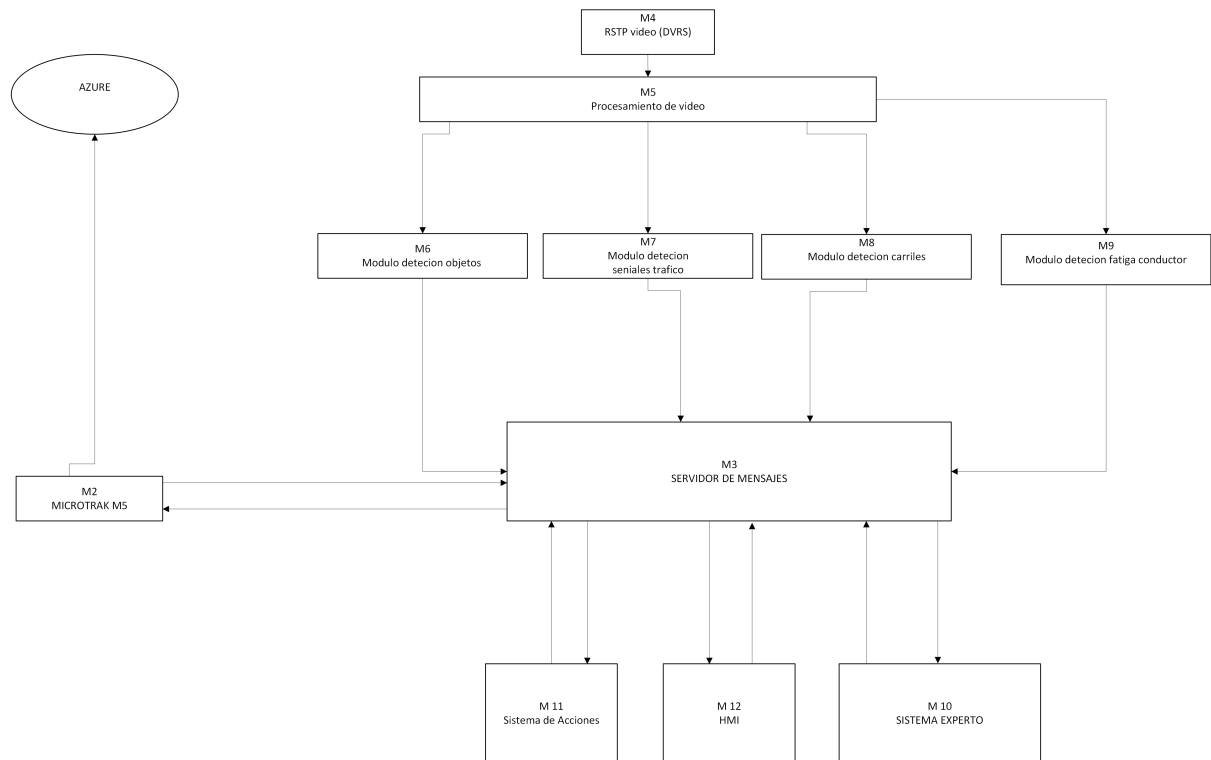 M4
RSTP video (DVRS)
AZURE
M5
Procesamiento de video
M6
Modulo detecion objetos
M7
Modulo detecion
seniales trafico
M8
Modulo detecion carriles
M9
Modulo detecion fatiga conductor
M3
SERVIDOR DE MENSAJES
M2
MICROTRAK M5
M 11
Sistema de Acciones
M 12
HMI
M 10
SISTEMA EXPERTO